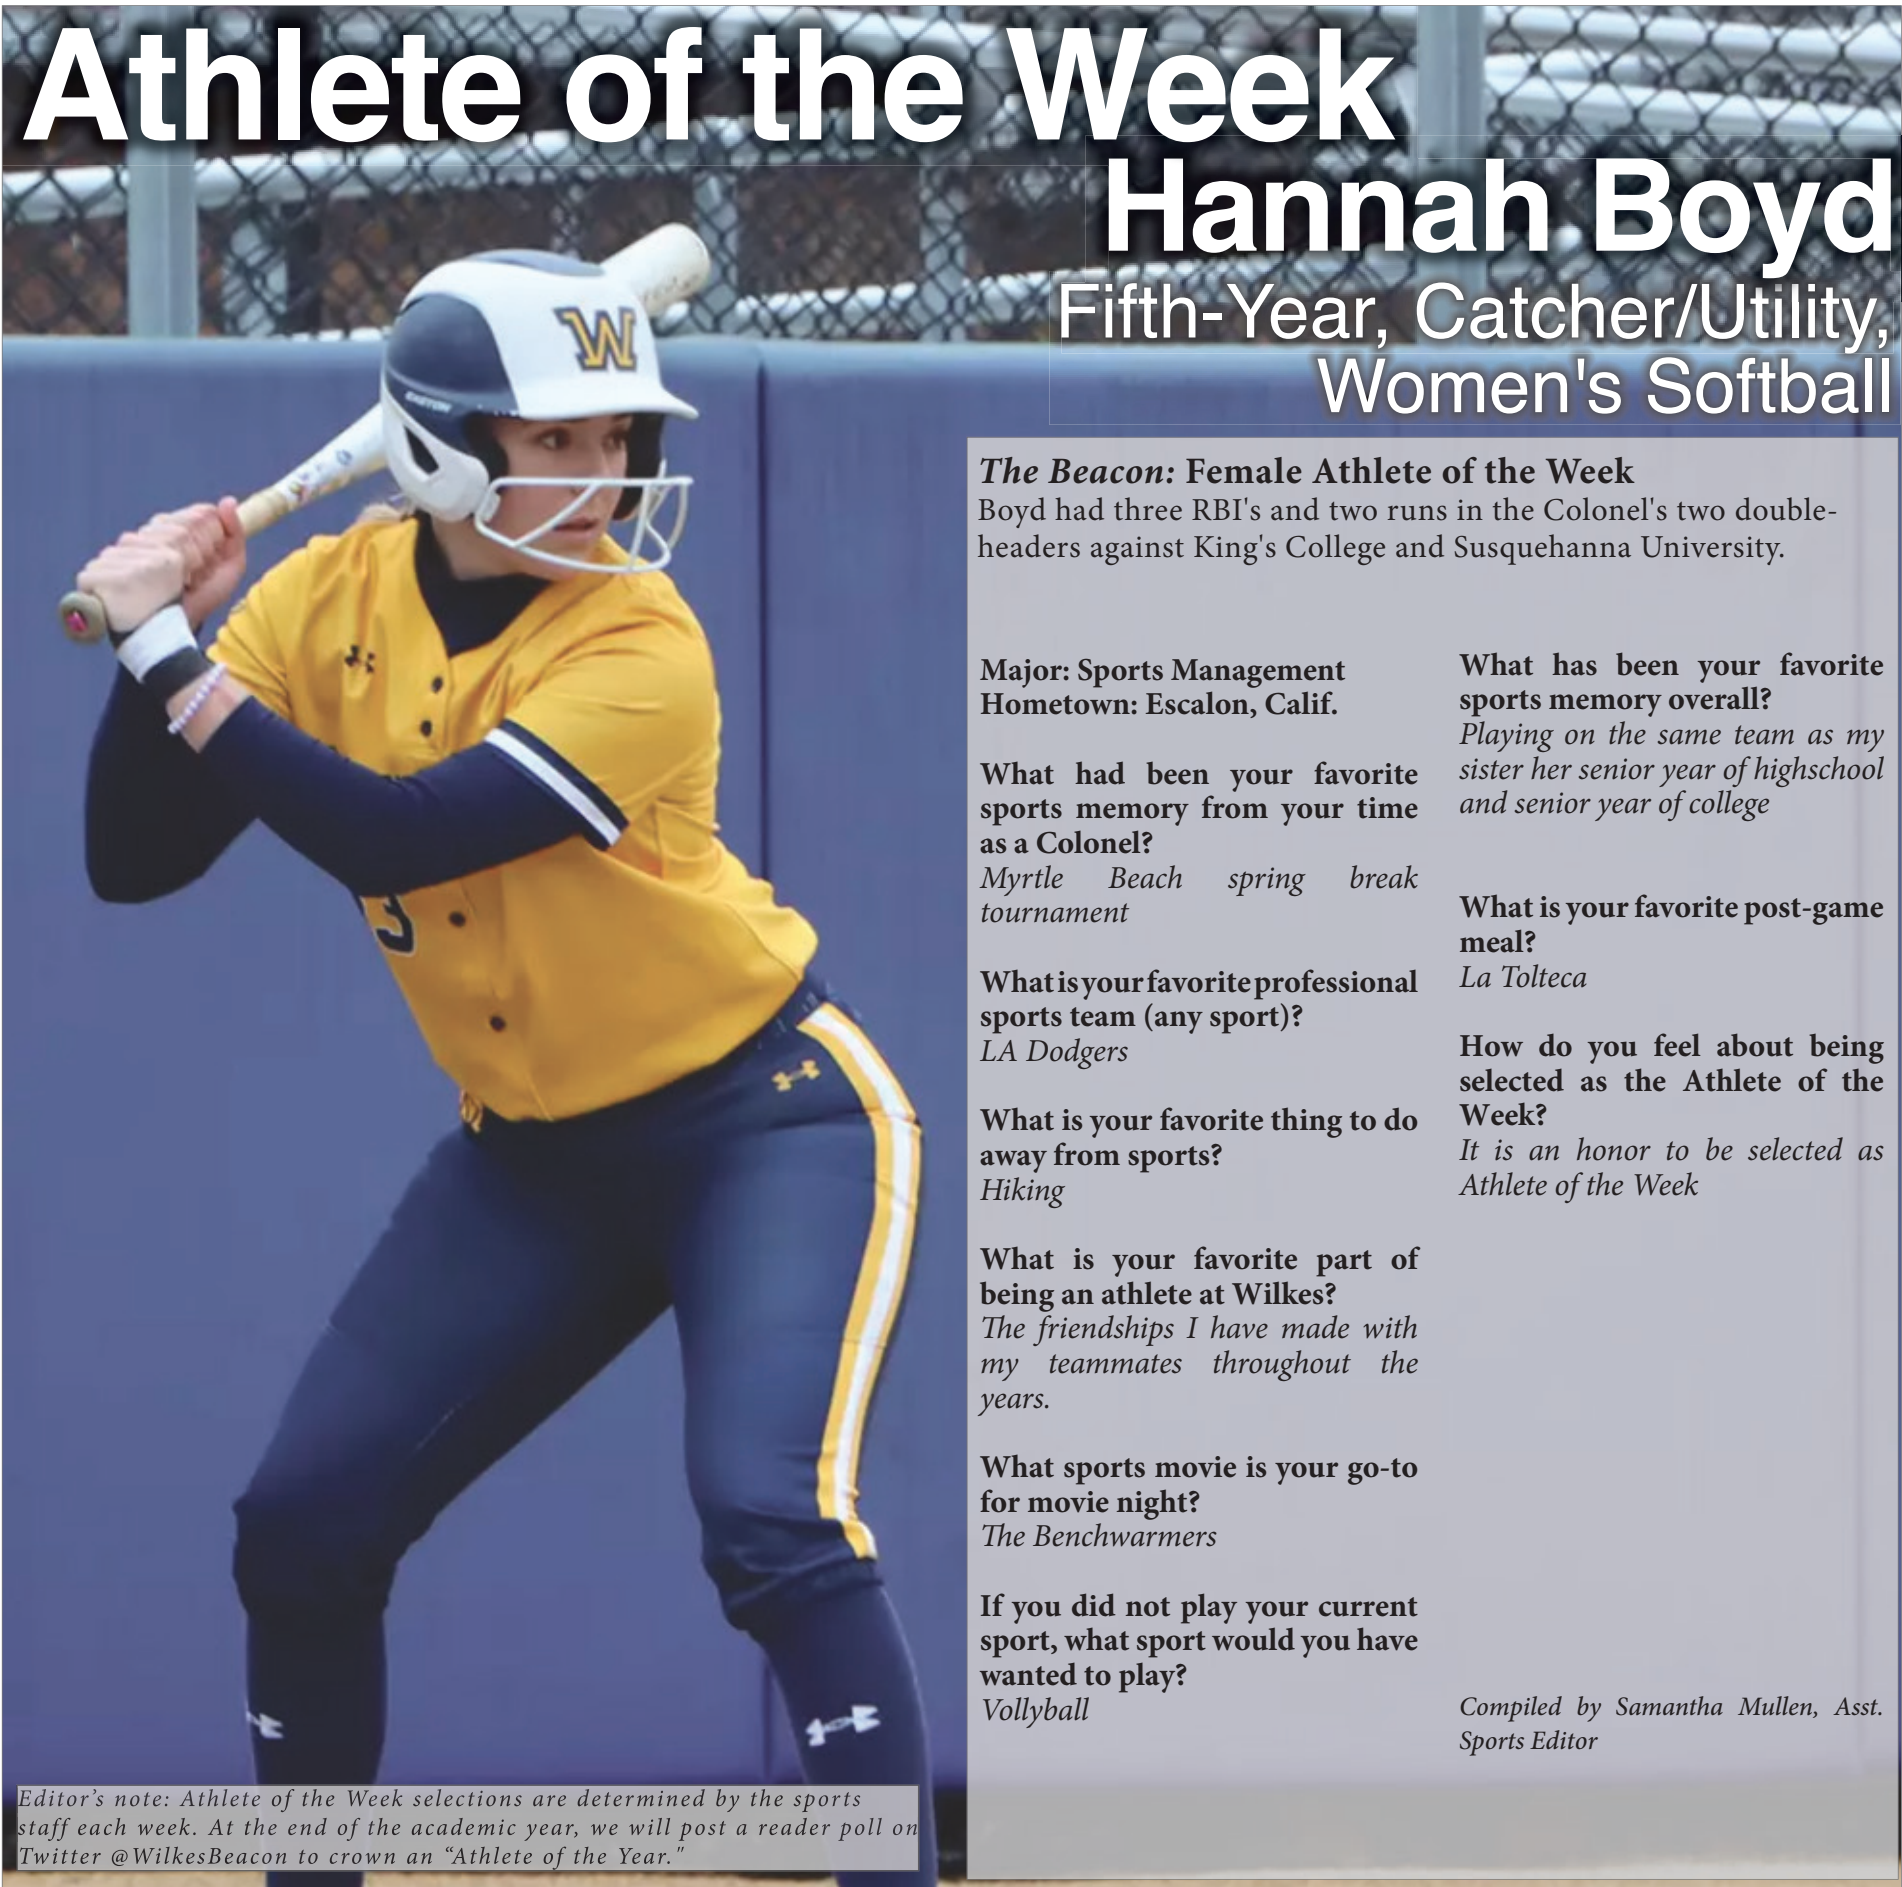 Athlete of the Week
Hannah Boyd
Fifth-Year, Catcher/Utility,
Women's Softball
W
EASTON
3
The Beacon: Female Athlete of the Week
Boyd had three RBI's and two runs in the Colonel's two double-
headers against King's College and Susquehanna University.
Major: Sports Management
Hometown: Escalon, Calif.
What had been your favorite
sports memory from your time
as a Colonel?
Myrtle Beach spring break
tournament
What is your favorite professional
sports team (any sport)?
LA Dodgers
What is your favorite thing to do
away from sports?
Hiking
What is your favorite part of
being an athlete at Wilkes?
The friendships I have made with
my teammates throughout the
years.
What sports movie is your go-to
for movie night?
The Benchwarmers
If you did not play your current
sport, what sport would you have
wanted to play?
Vollyball
What has been your favorite
sports memory overall?
Playing on the same team as my
sister her senior year of highschool
and senior year of college
What is your favorite post-game
meal?
La Tolteca
How do you feel about being
selected as the Athlete of the
Week?
It is an honor to be selected as
Athlete of the Week
Compiled by Samantha Mullen, Asst.
Sports Editor
Editor's note: Athlete of the Week selections are determined by the sports
staff each week. At the end of the academic year, we will post a reader poll on
Twitter @WilkesBeacon to crown an “Athlete of the Year."